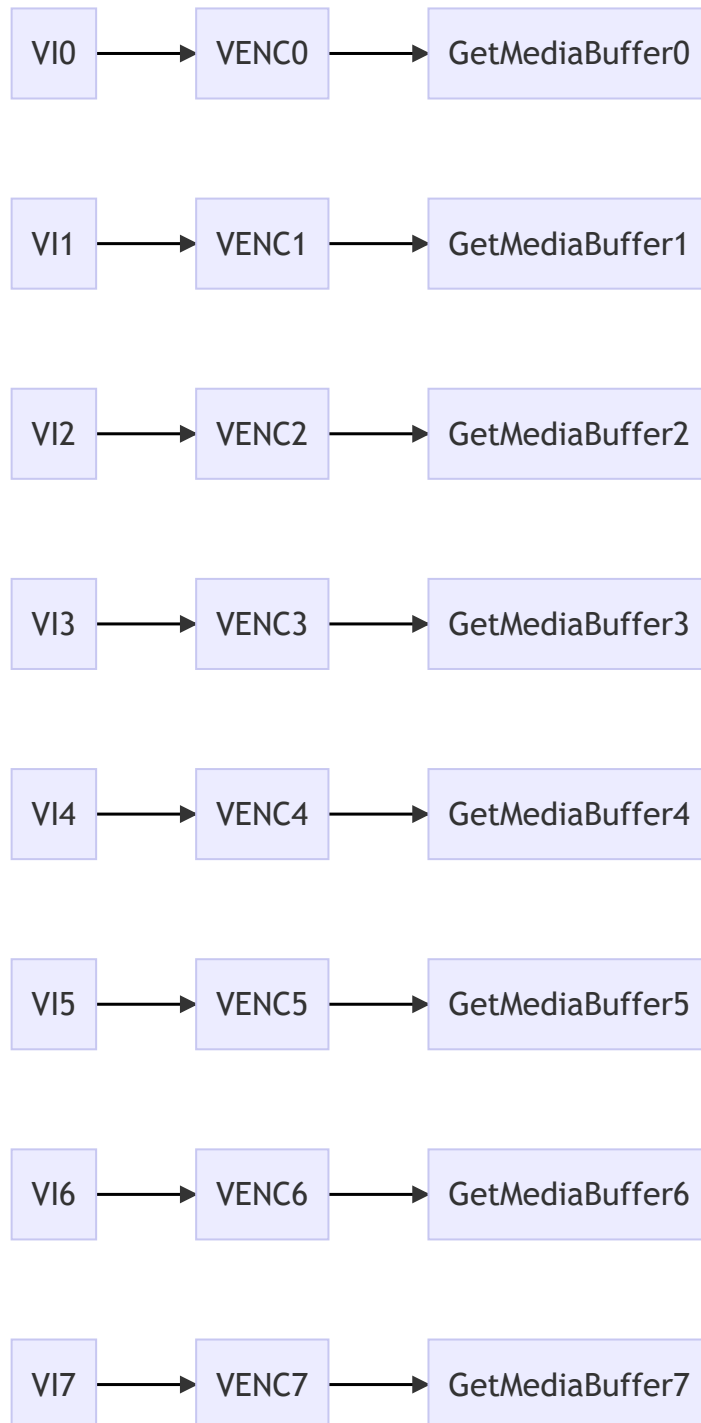 VI0 VENC0 GetMediaBuffer0
VI1 VENC1 GetMediaBuffer1
VI2 VENC2 GetMediaBuffer2
VI3 VENC3 GetMediaBuffer3
VI4 VENC4 GetMediaBuffer4
VI5 VENC5 GetMediaBuffer5
VI6 VENC6 GetMediaBuffer6
VI7 VENC7 GetMediaBuffer7